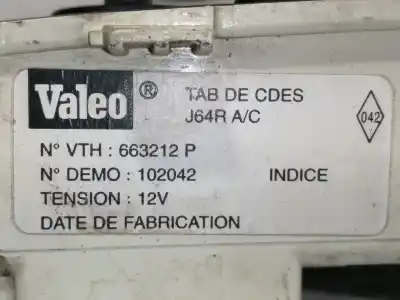 Valeo ® TAB DE CDES
J64R A/C
042
N° VTH : 663212 P
N° DEMO : 102042 INDICE
TENSION : 12V
DATE DE FABRICATION